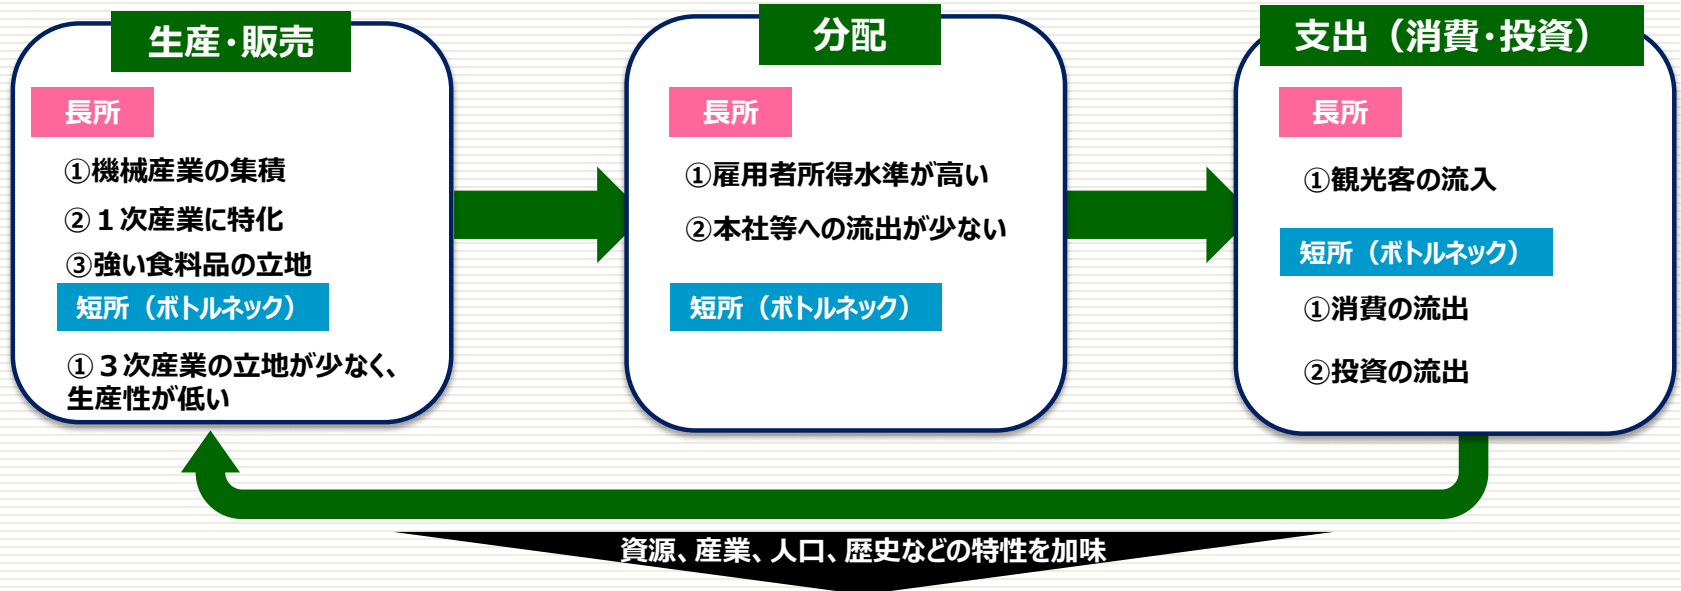 生産・販売
長所
①機械産業の集積
②１次産業に特化
③強い食料品の立地
短所（ボトルネック）
①３次産業の立地が少なく、
生産性が低い
分配
長所
①雇用者所得水準が高い
②本社等への流出が少ない
短所（ボトルネック）
支出（消費・投資）
長所
①観光客の流入
短所（ボトルネック）
①消費の流出
②投資の流出
資源、産業、人口、歴史などの特性を加味